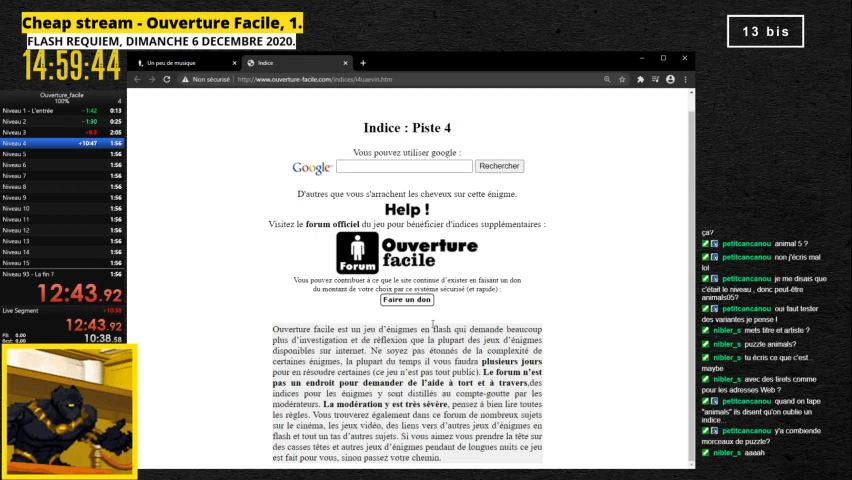 Cheap stream - Ouverture Facile, 1.
FLASH REQUIEM, DIMANCHE 6 DECEMBRE 2020.
14:59:44
13 bis
Ouverture_facile
100%
4
Niveau 1 - L'entrée -1:42 0:13
Niveau 2 -1:30 0:25
Niveau 3 2:05
Niveau 4 +10:47 1:56
Niveau 5 1:56
Niveau 6 1:56
Niveau 7 1:56
Niveau 8 1:56
Niveau 9 1:56
Niveau 10 1:56
Niveau 11 1:56
Niveau 12 1:56
Niveau 13 1:56
Niveau 14 1:56
Niveau 15 1:56
Niveau 93 - La fin ? 1:56
12:43.92
Live Segment
12:43.92
PB: 0.00
Best: 0.00
10:38.58
Un peu de musique
Indice
Non sécurisé | http://www.ouverture-facile.com/indices/i4uaevin.htm
Indice : Piste 4
Vous pouvez utiliser google :
Google
Rechercher
D'autres que vous s'arrachent les cheveux sur cette énigme.
Help !
Visitez le forum officiel du jeu pour bénéficier d'indices supplémentaires :
Forum
Ouverture
facile
Vous pouvez contribuer à ce que le site continue d'exister en faisant un don
du montant de votre choix par ce système sécurisé (et rapide) :
Faire un don
Ouverture facile est un jeu d'énigmes en flash qui demande beaucoup
plus d'investigation et de réflexion que la plupart des jeux d'énigmes
disponibles sur internet. Ne soyez pas étonnés de la complexité de
certaines énigmes, la plupart du temps il vous faudra plusieurs jours
pour en résoudre certaines (ce jeu n'est pas tout public). Le forum n'est
pas un endroit pour demander de l'aide à tort et à travers,des
indices pour les énigmes y sont distillés au compte-goutte par les
modérateurs. La modération y est très sévère, pensez à bien lire toutes
les règles. Vous trouverez également dans ce forum de nombreux sujets
sur le cinéma, les jeux vidéo, des liens vers d'autres jeux d'énigmes en
flash et tout un tas d'autres sujets. Si vous aimez vous prendre la tête sur
des casses têtes et autres jeux d'énigmes pendant de longues nuits ce jeu
est fait pour vous, sinon passez votre chemin.
ça?
petitcancanou animal 5 ?
petitcancanou non j'écris mal
lol
petitcancanou je me disais que
c'était le niveau , donc peut-être
animals05?
petitcancanou oui faut tester
des variantes je pense !
nibler_s mets titre et artiste ?
nibler_s puzzle animals?
nibler_s tu écris ce que c'est
maybe
nibler_s avec des tirets comme
pour les adresses Web ?
petitcancanou quand on tape
"animals" ils disent qu'on oublie un
indice...
petitcancanou y'a combiende
morceaux de puzzle?
nibler_s aaaah